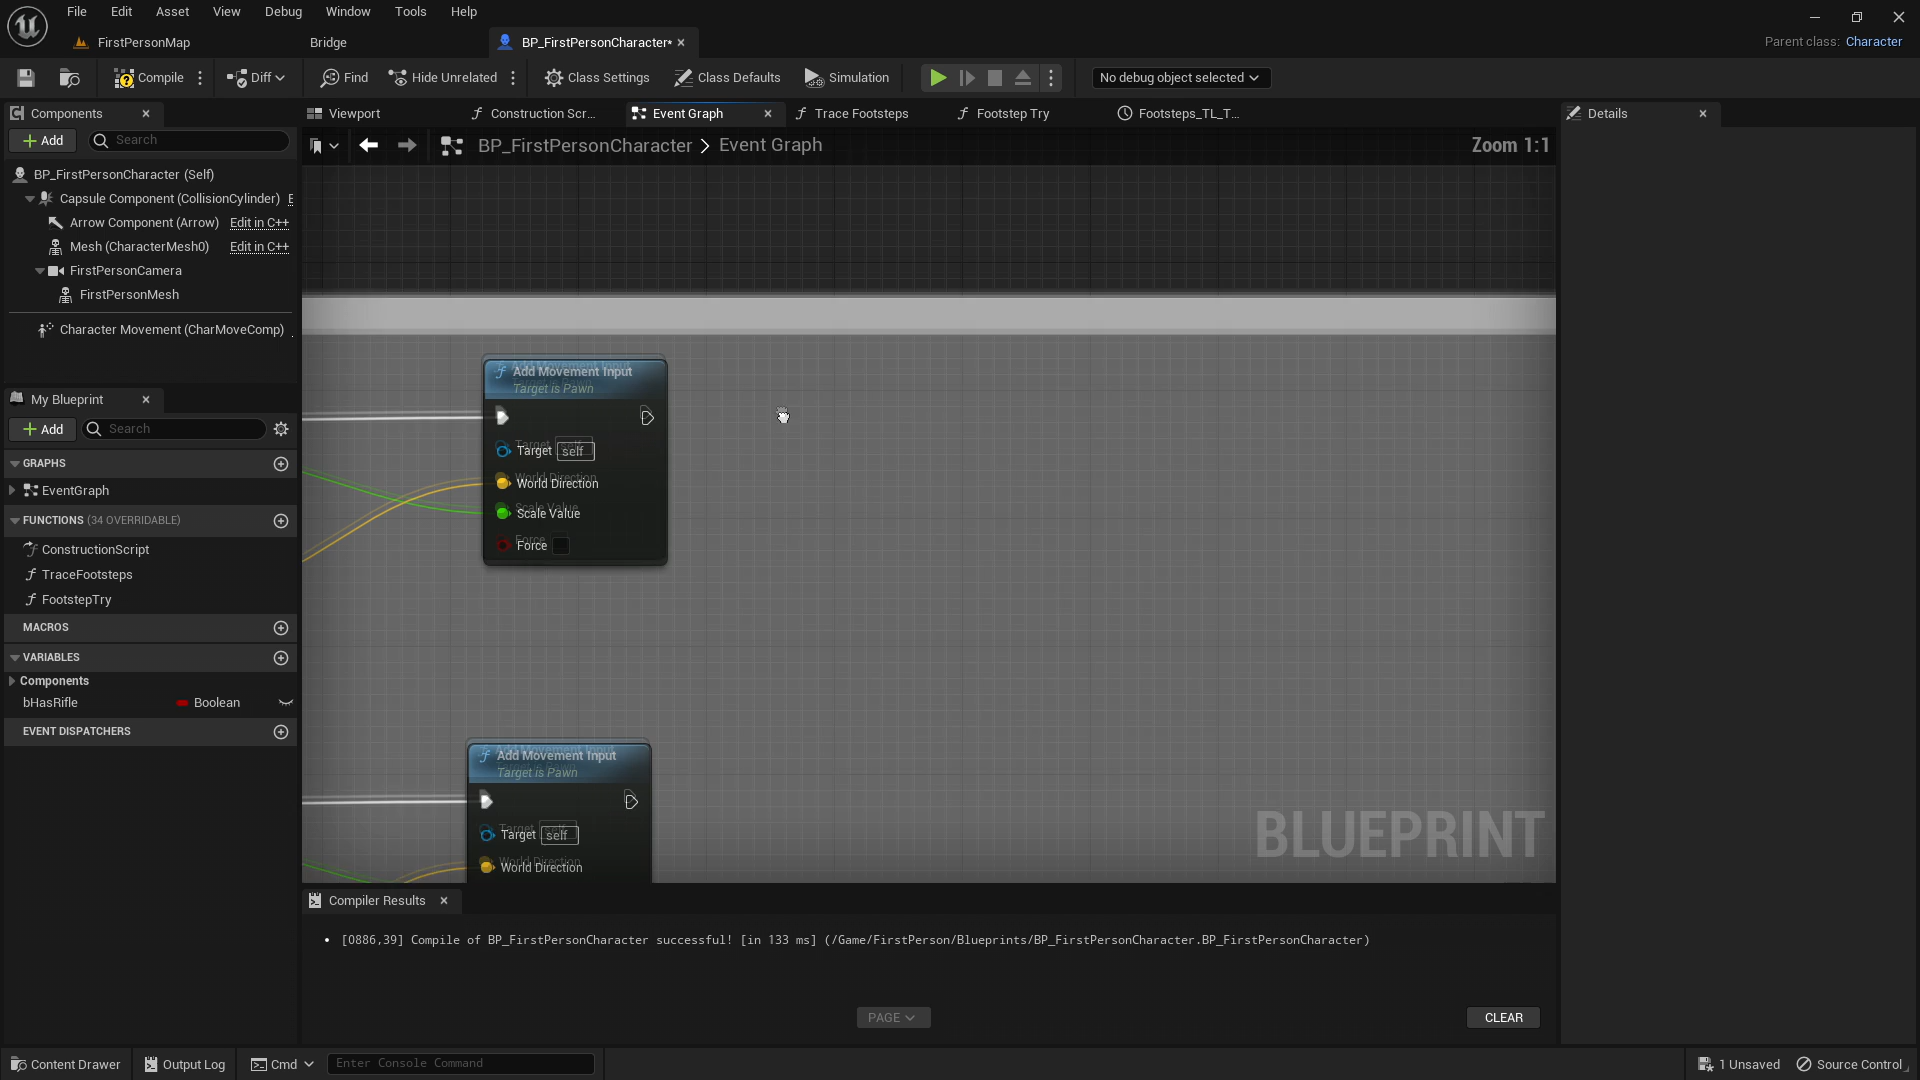 File Edit Asset View Debug Window Tools Help
FirstPersonMap Bridge BP_FirstPersonCharacter* Parent class: Character
Compile Diff Find Hide Unrelated Class Settings Class Defaults Simulation No debug object selected
Components Viewport Construction Scr... Event Graph Trace Footsteps Footstep Try Footsteps_TL_T... Details
Add Search
BP_FirstPersonCharacter Event Graph Zoom 1:1
BP_FirstPersonCharacter (Self)
Capsule Component (CollisionCylinder) E
Arrow Component (Arrow) Edit in C++
Mesh (CharacterMesh0) Edit in C++
FirstPersonCamera
FirstPersonMesh
Character Movement (CharMoveComp)
My Blueprint
Add Search
GRAPHS
EventGraph
FUNCTIONS (34 OVERRIDABLE)
ConstructionScript
TraceFootsteps
FootstepTry
MACROS
VARIABLES
Components
bHasRifle Boolean
EVENT DISPATCHERS
Add Movement Input
Target is Pawn
Target self
World Direction
Scale Value
Force
Add Movement Input
Target is Pawn
Target self
World Direction
BLUEPRINT
Compiler Results
[0886,39] Compile of BP_FirstPersonCharacter successful! [in 133 ms] (/Game/FirstPerson/Blueprints/BP_FirstPersonCharacter.BP_FirstPersonCharacter)
PAGE CLEAR
Content Drawer Output Log Cmd Enter Console Command 1 Unsaved Source Control